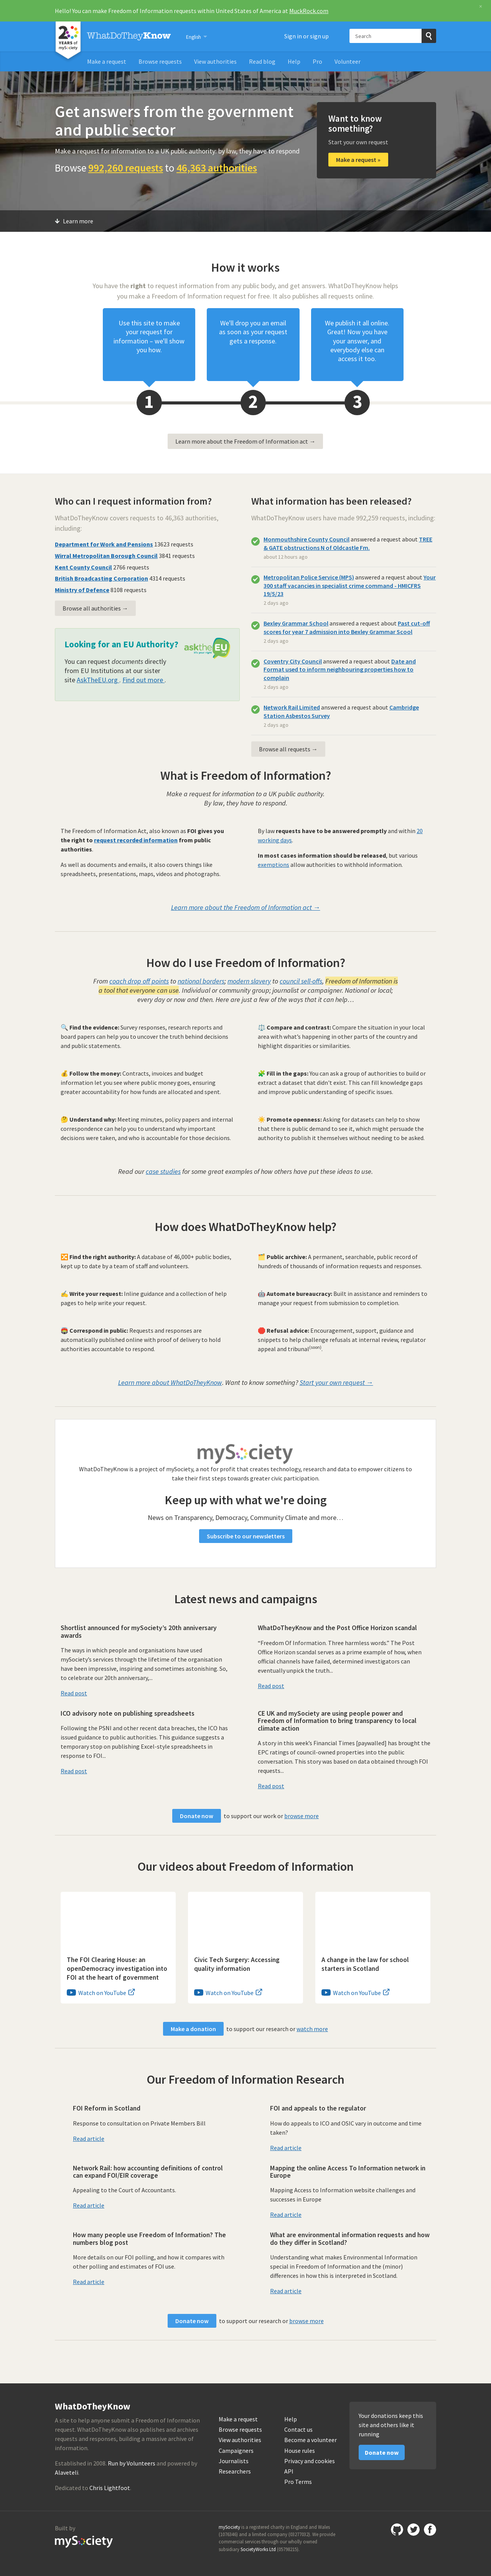 Hello! You can make Freedom of Information requests within United States of America at MuckRock.com
×
20
YEARS of mySociety
WhatDoTheyKnow
English
Sign in or sign up
Search
Make a request
Browse requests
View authorities
Read blog
Help
Pro
Volunteer
Get answers from the government
and public sector
Make a request for information to a UK public authority: by law, they have to respond
Browse 992,260 requests to 46,363 authorities
Want to know
something?
Start your own request
Make a request »
Learn more
How it works
You have the right to request information from any public body, and get answers. WhatDoTheyKnow helps
you make a Freedom of Information request for free. It also publishes all requests online.
Use this site to make
your request for
information – we'll show
you how.
We'll drop you an email
as soon as your request
gets a response.
We publish it all online.
Great! Now you have
your answer, and
everybody else can
access it too.
1
2
3
Learn more about the Freedom of Information act →
Who can I request information from?
WhatDoTheyKnow covers requests to 46,363 authorities,
including:
Department for Work and Pensions 13623 requests
Wirral Metropolitan Borough Council 3841 requests
Kent County Council 2766 requests
British Broadcasting Corporation 4314 requests
Ministry of Defence 8108 requests
Browse all authorities →
Looking for an EU Authority?
You can request documents directly
from EU Institutions at our sister
site AskTheEU.org . Find out more .
asktheEU
What information has been released?
WhatDoTheyKnow users have made 992,259 requests, including:
Monmouthshire County Council answered a request about TREE
& GATE obstructions N of Oldcastle Fm.
about 12 hours ago
Metropolitan Police Service (MPS) answered a request about Your
300 staff vacancies in specialist crime command - HMICFRS
19/5/23
2 days ago
Bexley Grammar School answered a request about Past cut-off
scores for year 7 admission into Bexley Grammar Scool
2 days ago
Coventry City Council answered a request about Date and
Format used to inform neighbouring properties how to
complain
2 days ago
Network Rail Limited answered a request about Cambridge
Station Asbestos Survey
2 days ago
Browse all requests →
What is Freedom of Information?
Make a request for information to a UK public authority.
By law, they have to respond.
The Freedom of Information Act, also known as FOI gives you
the right to request recorded information from public
authorities.
As well as documents and emails, it also covers things like
spreadsheets, presentations, maps, videos and photographs.
By law requests have to be answered promptly and within 20
working days.
In most cases information should be released, but various
exemptions allow authorities to withhold information.
Learn more about the Freedom of Information act →
How do I use Freedom of Information?
From coach drop off points to national borders; modern slavery to council sell-offs, Freedom of Information is
a tool that everyone can use. Individual or community group; journalist or campaigner. National or local;
every day or now and then. Here are just a few of the ways that it can help…
🔍 Find the evidence: Survey responses, research reports and
board papers can help you to uncover the truth behind decisions
and public statements.
⚖️ Compare and contrast: Compare the situation in your local
area with what's happening in other parts of the country and
highlight disparities or similarities.
💰 Follow the money: Contracts, invoices and budget
information let you see where public money goes, ensuring
greater accountability for how funds are allocated and spent.
🧩 Fill in the gaps: You can ask a group of authorities to build or
extract a dataset that didn't exist. This can fill knowledge gaps
and improve public understanding of specific issues.
🤔 Understand why: Meeting minutes, policy papers and internal
correspondence can help you to understand why important
decisions were taken, and who is accountable for those decisions.
☀️ Promote openness: Asking for datasets can help to show
that there is public demand to see it, which might persuade the
authority to publish it themselves without needing to be asked.
Read our case studies for some great examples of how others have put these ideas to use.
How does WhatDoTheyKnow help?
🔀 Find the right authority: A database of 46,000+ public bodies,
kept up to date by a team of staff and volunteers.
🗂️ Public archive: A permanent, searchable, public record of
hundreds of thousands of information requests and responses.
✍️ Write your request: Inline guidance and a collection of help
pages to help write your request.
🤖 Automate bureaucracy: Built in assistance and reminders to
manage your request from submission to completion.
📮 Correspond in public: Requests and responses are
automatically published online with proof of delivery to hold
authorities accountable to respond.
🛑 Refusal advice: Encouragement, support, guidance and
snippets to help challenge refusals at internal review, regulator
appeal and tribunal
Learn more about WhatDoTheyKnow. Want to know something? Start your own request →
mySociety
WhatDoTheyKnow is a project of mySociety, a not for profit that creates technology, research and data to empower citizens to
take their first steps towards greater civic participation.
Keep up with what we're doing
News on Transparency, Democracy, Community Climate and more…
Subscribe to our newsletters
Latest news and campaigns
Shortlist announced for mySociety's 20th anniversary
awards
The ways in which people and organisations have used
mySociety's services through the lifetime of the organisation
have been impressive, inspiring and sometimes astonishing. So,
to celebrate our 20th anniversary,...
Read post
WhatDoTheyKnow and the Post Office Horizon scandal
"Freedom Of Information. Three harmless words." The Post
Office Horizon scandal serves as a prime example of how, when
official channels have failed, determined investigators can
eventually unpick the truth...
Read post
ICO advisory note on publishing spreadsheets
Following the PSNI and other recent data breaches, the ICO has
issued guidance to public authorities. This guidance suggests a
temporary stop on publishing Excel-style spreadsheets in
response to FOI...
Read post
CE UK and mySociety are using people power and
Freedom of Information to bring transparency to local
climate action
A story in this week's Financial Times [paywalled] has brought the
EPC ratings of council-owned properties into the public
conversation. This story was based on data obtained through FOI
requests...
Read post
Donate now to support our work or browse more
Our videos about Freedom of Information
The FOI Clearing House: an
openDemocracy investigation into
FOI at the heart of government
Watch on YouTube
Civic Tech Surgery: Accessing
quality information
Watch on YouTube
A change in the law for school
starters in Scotland
Watch on YouTube
Make a donation to support our research or watch more
Our Freedom of Information Research
FOI Reform in Scotland
Response to consultation on Private Members Bill
Read article
FOI and appeals to the regulator
How do appeals to ICO and OSIC vary in outcome and time
taken?
Read article
Network Rail: how accounting definitions of control
can expand FOI/EIR coverage
Appealing to the Court of Accountants.
Read article
Mapping the online Access To Information network in
Europe
Mapping Access to Information website challenges and
successes in Europe
Read article
How many people use Freedom of Information? The
numbers blog post
More details on our FOI polling, and how it compares with
other polling and estimates of FOI use.
Read article
What are environmental information requests and how
do they differ in Scotland?
Understanding what makes Environmental Information
special in Freedom of Information and the (minor)
differences in how this is interpreted in Scotland.
Read article
Donate now to support our research or browse more
WhatDoTheyKnow
A site to help anyone submit a Freedom of Information
request. WhatDoTheyKnow also publishes and archives
requests and responses, building a massive archive of
information.
Established in 2008. Run by Volunteers and powered by
Alaveteli.
Dedicated to Chris Lightfoot.
Make a request
Browse requests
View authorities
Campaigners
Journalists
Researchers
Help
Contact us
Become a volunteer
House rules
Privacy and cookies
API
Pro Terms
Your donations keep this
site and others like it
running
Donate now
Built by
mySociety
mySociety is a registered charity in England and Wales
(1076346) and a limited company (03277032). We provide
commercial services through our wholly owned
subsidiary SocietyWorks Ltd (05798215).